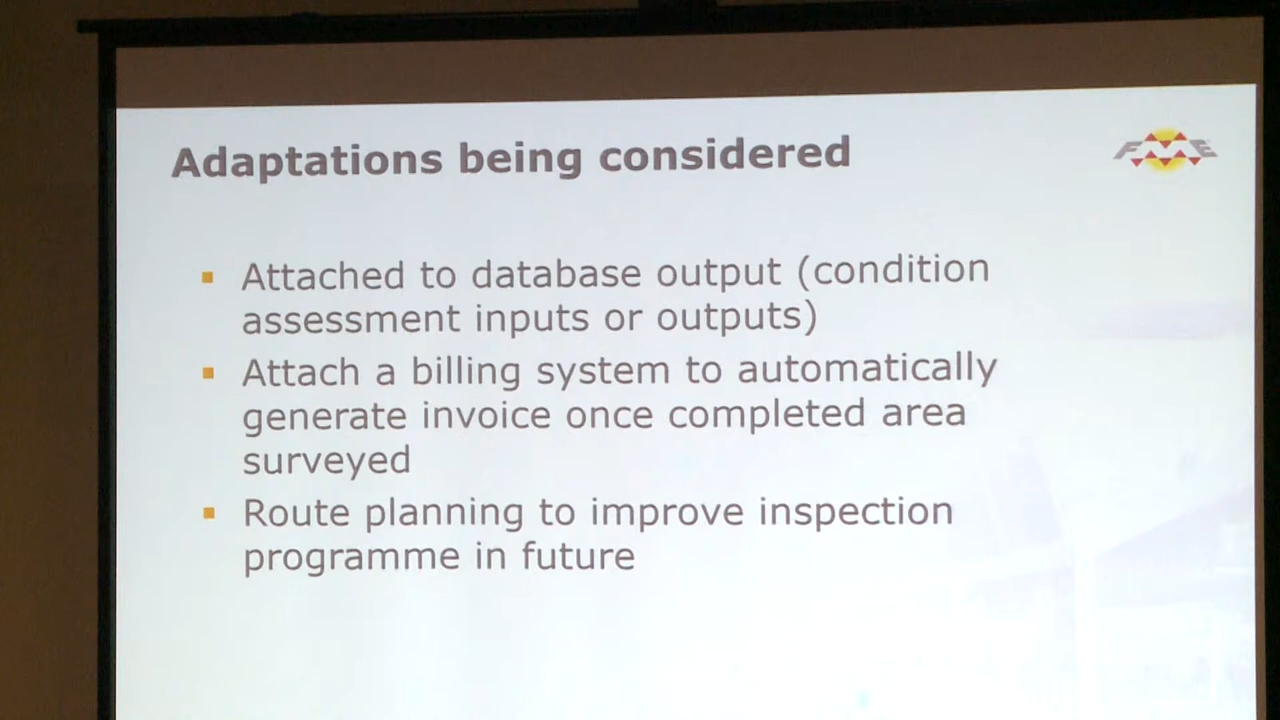 Adaptations being considered
FME
Attached to database output (condition
assessment inputs or outputs)
Attach a billing system to automatically
generate invoice once completed area
surveyed
Route planning to improve inspection
programme in future